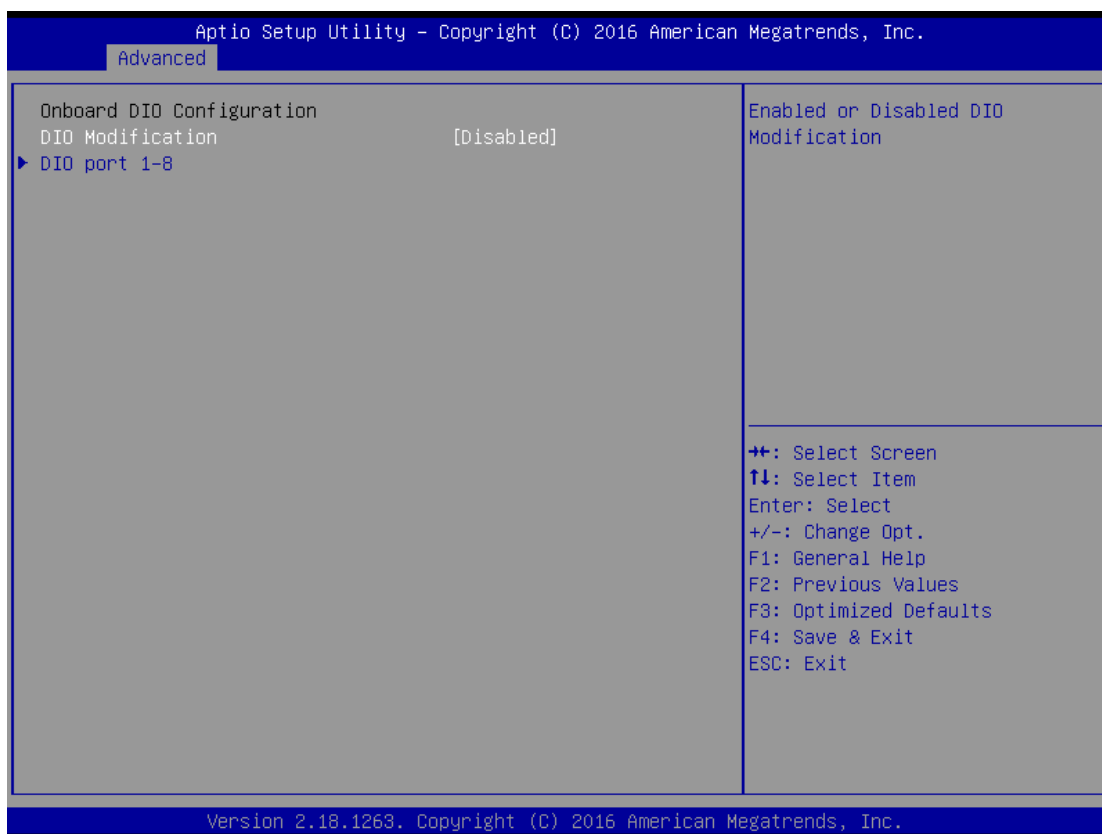 Aptio Setup Utility – Copyright (C) 2016 American Megatrends, Inc.
Advanced
Onboard DIO Configuration
DIO Modification [Disabled]
DIO port 1-8
Enabled or Disabled DIO
Modification
→←: Select Screen
↑↓: Select Item
Enter: Select
+/-: Change Opt.
F1: General Help
F2: Previous Values
F3: Optimized Defaults
F4: Save & Exit
ESC: Exit
Version 2.18.1263. Copyright (C) 2016 American Megatrends, Inc.